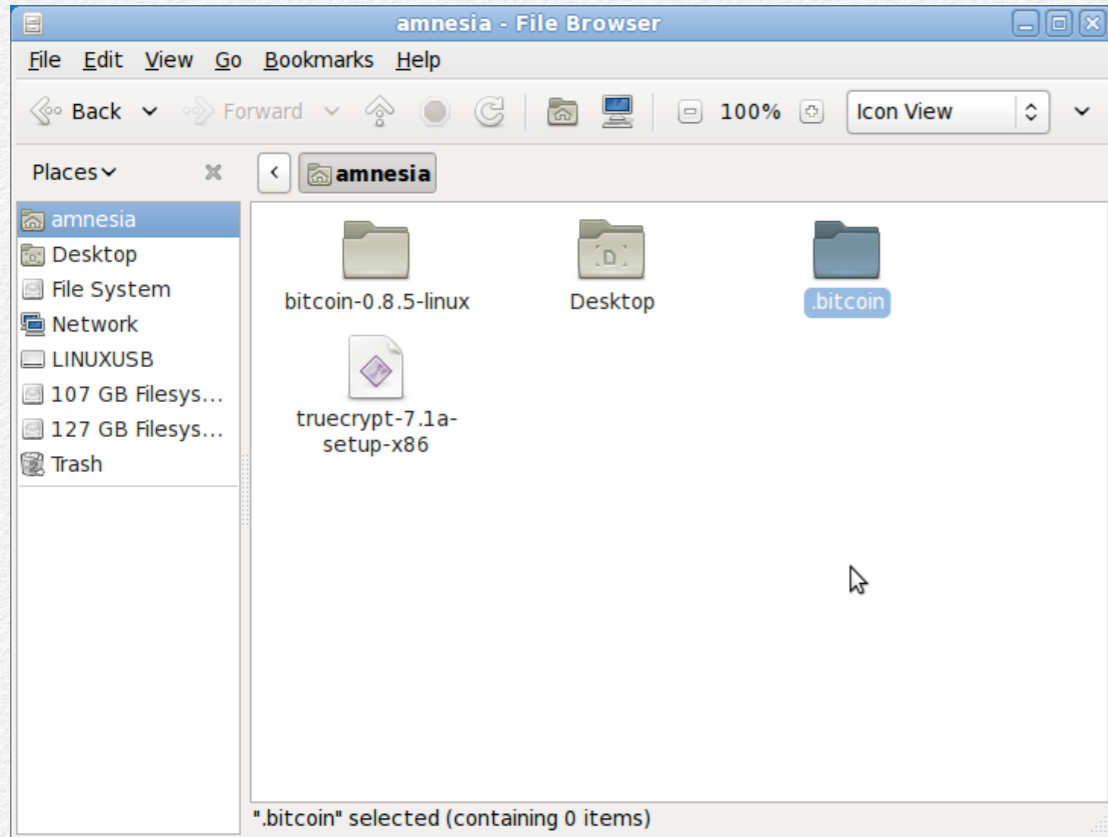 amnesia - File Browser
File Edit View Go Bookmarks Help
Back Forward 100% Icon View
Places amnesia
amnesia
Desktop
File System
Network
LINUXUSB
107 GB Filesys...
127 GB Filesys...
Trash
bitcoin-0.8.5-linux Desktop .bitcoin
truecrypt-7.1a-
setup-x86
".bitcoin" selected (containing 0 items)